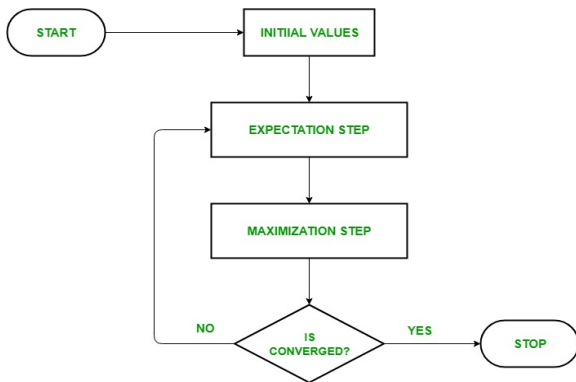 START
INITIIAL VALUES
EXPECTATION STEP
MAXIMIZATION STEP
NO
IS
CONVERGED?
YES
STOP